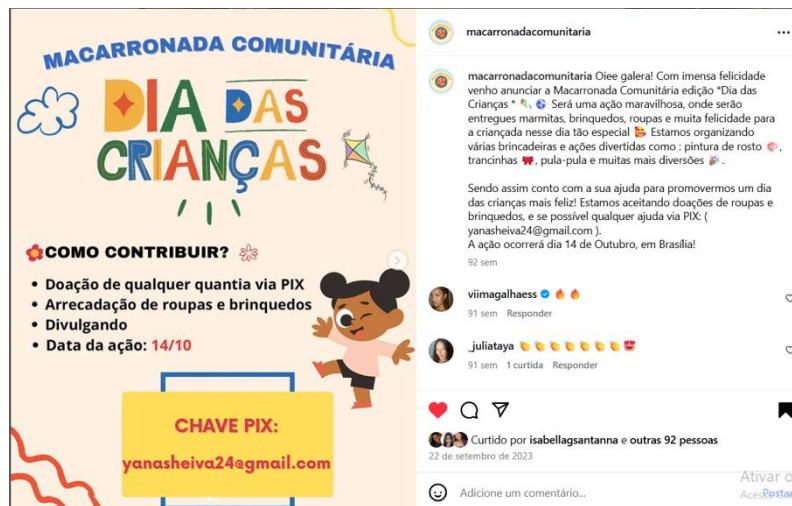 MACARRONADA COMUNITÁRIA
DIA DAS
CRIANÇAS
COMO CONTRIBUIR?
• Doação de qualquer quantia via PIX
• Arrecadação de roupas e brinquedos
• Divulgando
• Data da ação: 14/10
CHAVE PIX:
yanasheiva24@gmail.com
macarronadacomunitaria
macarronadacomunitaria Oiee galera! Com imensa felicidade
venho anunciar a Macarronada Comunitária edição *Dia das
Crianças * 🪁 ⚽ Será uma ação maravilhosa, onde serão
entregues marmitas, brinquedos, roupas e muita felicidade para
a criançada nesse dia tão especial 🥰 Estamos organizando
várias brincadeiras e ações divertidas como : pintura de rosto 🎨,
trancinhas 🎀, pula-pula e muitas mais diversões 🎉 .
Sendo assim conto com a sua ajuda para promovermos um dia
das crianças mais feliz! Estamos aceitando doações de roupas e
brinquedos, e se possível qualquer ajuda via PIX: (
yanasheiva24@gmail.com ).
A ação ocorrerá dia 14 de Outubro, em Brasília!
92 sem
viimagalhaess 🔥 🔥
91 sem Responder
_juliataya 👏 👏 👏 👏 👏 👏 👏 😍
91 sem 1 curtida Responder
Curtido por isabellagsantanna e outras 92 pessoas
22 de setembro de 2023
Adicione um comentário...
Ativar o